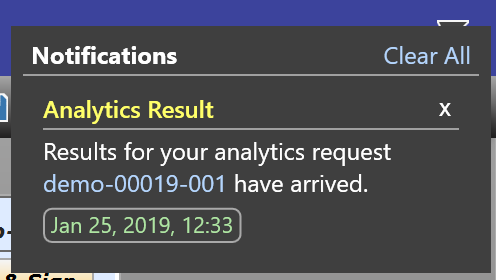 Notifications Clear All
Analytics Result x
Results for your analytics request
demo-00019-001 have arrived.
Jan 25, 2019, 12:33
& Sign